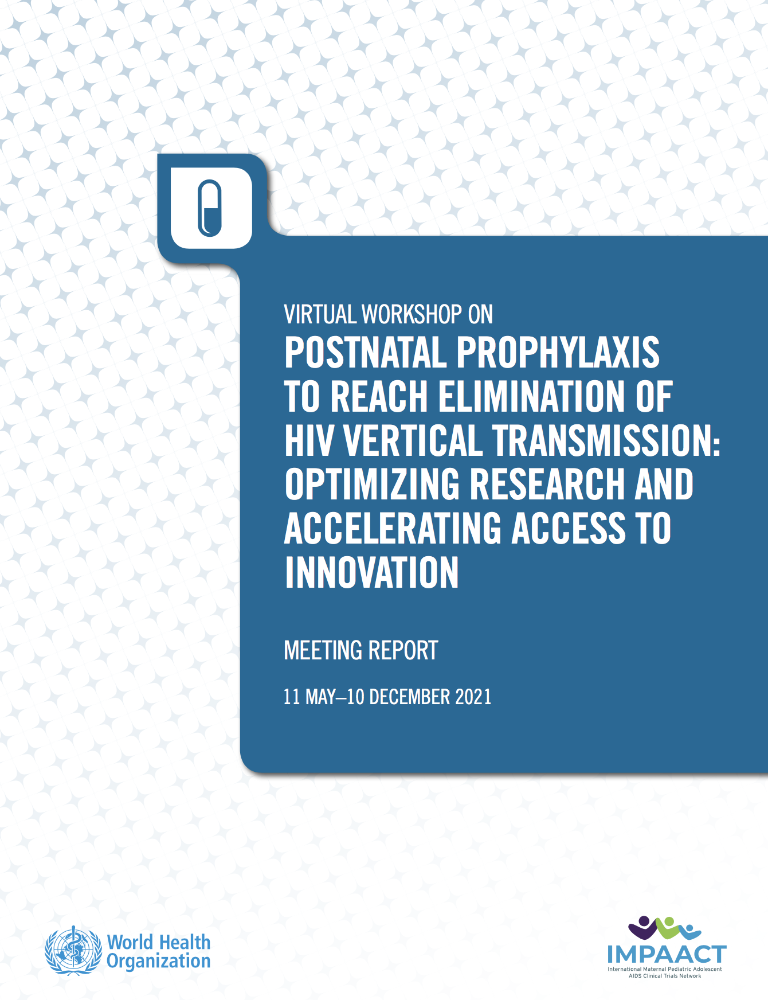 VIRTUAL WORKSHOP ON
POSTNATAL PROPHYLAXIS
TO REACH ELIMINATION OF
HIV VERTICAL TRANSMISSION:
OPTIMIZING RESEARCH AND
ACCELERATING ACCESS TO
INNOVATION
MEETING REPORT
11 MAY–10 DECEMBER 2021
World Health
Organization
IMPAACT
International Maternal Pediatric Adolescent
AIDS Clinical Trials Network